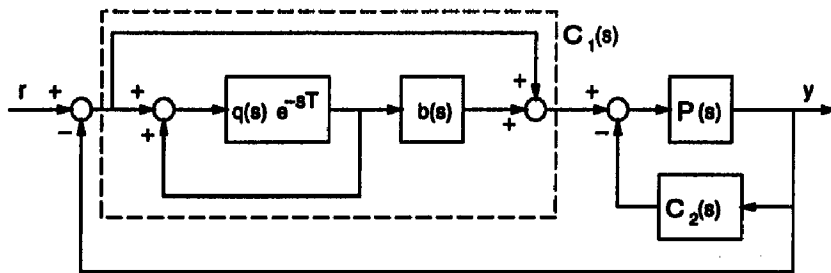 C₁(s)
r + + + +
q(s) e⁻ˢᵀ b(s) P(s) y
− + + −
C₂(s)